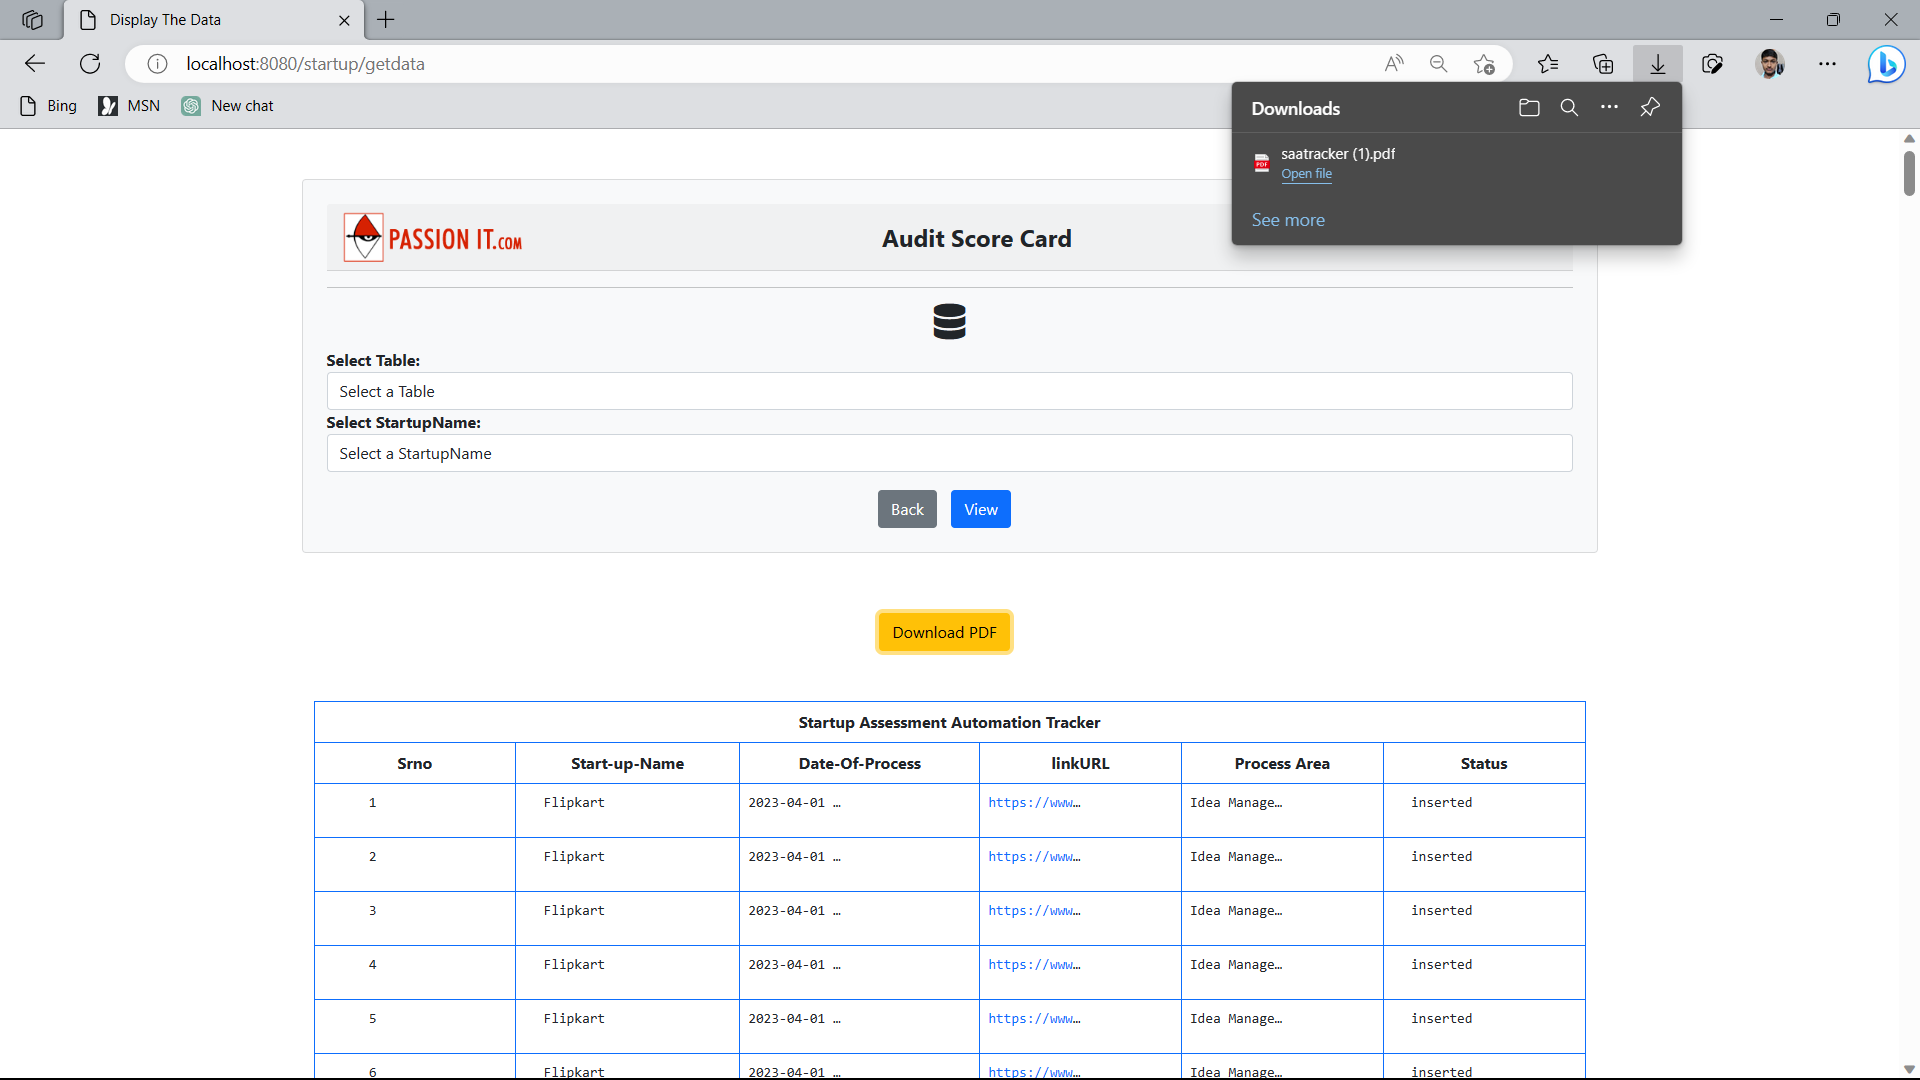 Display The Data
localhost:8080/startup/getdata
Bing
MSN
New chat
Downloads
saatracker (1).pdf
Open file
See more
PASSION IT.COM
Audit Score Card
Select Table:
Select a Table
Select StartupName:
Select a StartupName
Back View
Download PDF
Startup Assessment Automation Tracker
Srno Start-up-Name Date-Of-Process linkURL Process Area Status
1 Flipkart 2023-04-01 … https://www… Idea Manage… inserted
2 Flipkart 2023-04-01 … https://www… Idea Manage… inserted
3 Flipkart 2023-04-01 … https://www… Idea Manage… inserted
4 Flipkart 2023-04-01 … https://www… Idea Manage… inserted
5 Flipkart 2023-04-01 … https://www… Idea Manage… inserted
6 Flipkart 2023-04-01 … https://www… Idea Manage… inserted